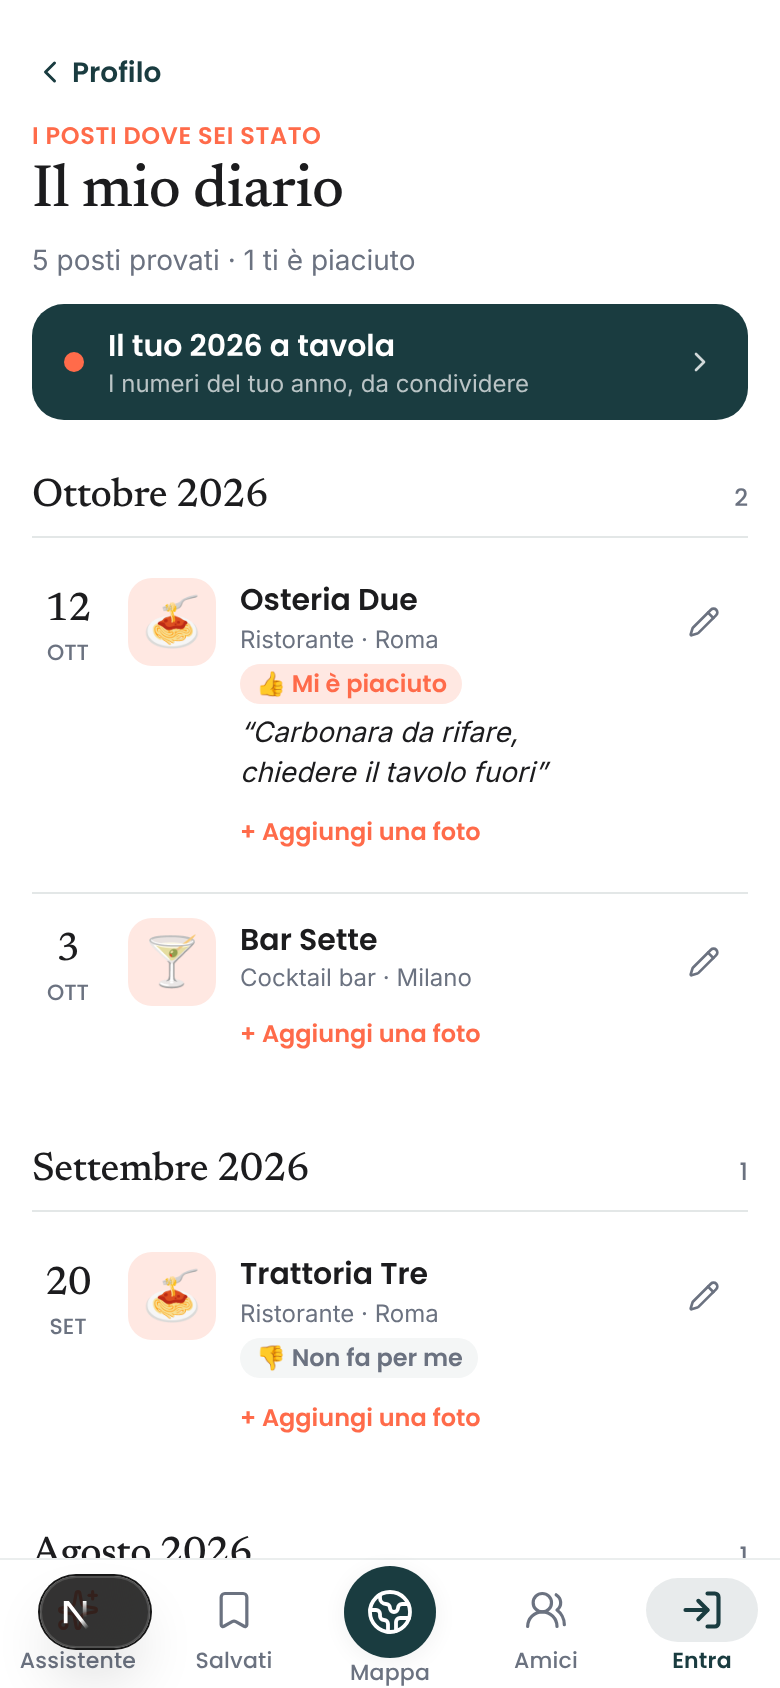 Profilo
I POSTI DOVE SEI STATO
Il mio diario
5 posti provati · 1 ti è piaciuto
Il tuo 2026 a tavola
I numeri del tuo anno, da condividere
Ottobre 2026
2
12
OTT
Osteria Due
Ristorante · Roma
👍 Mi è piaciuto
“Carbonara da rifare,
chiedere il tavolo fuori”
+ Aggiungi una foto
3
OTT
Bar Sette
Cocktail bar · Milano
+ Aggiungi una foto
Settembre 2026
1
20
SET
Trattoria Tre
Ristorante · Roma
👎 Non fa per me
+ Aggiungi una foto
Agosto 2026
1
N
Assistente
Salvati
Mappa
Amici
Entra